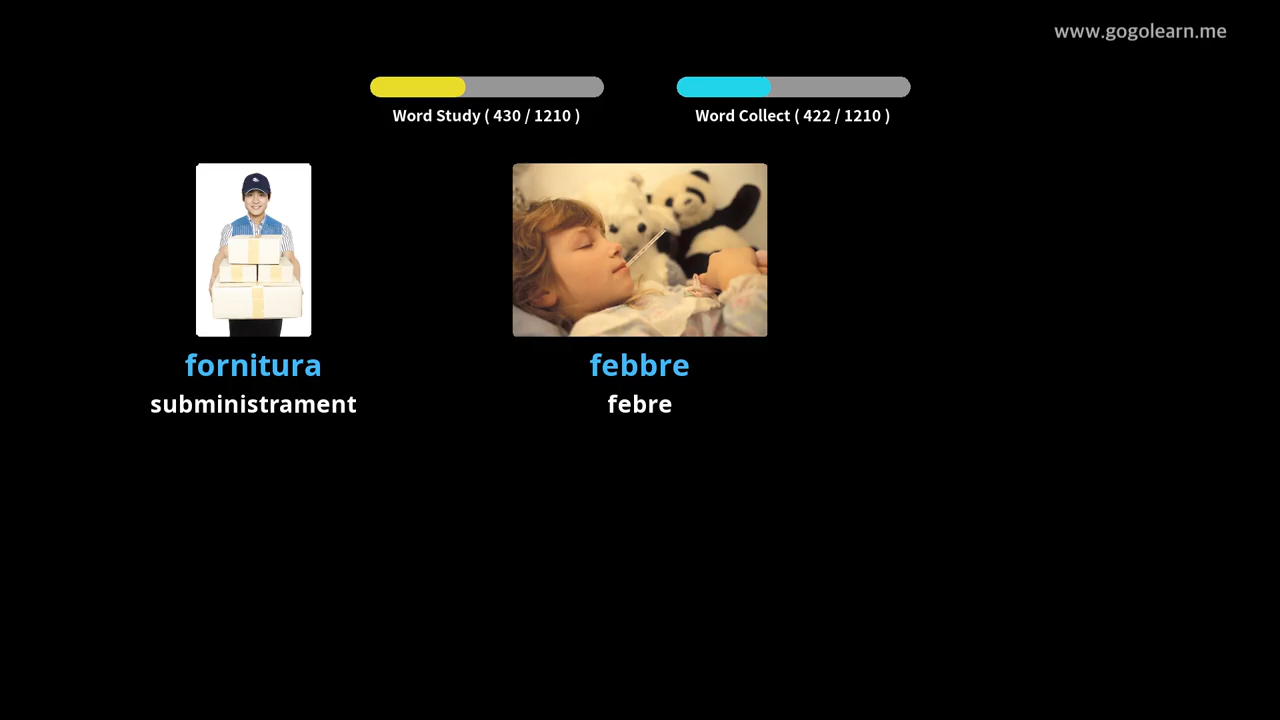 www.gogolearn.me
Word Study ( 430 / 1210 )
Word Collect ( 422 / 1210 )
fornitura
subministrament
febbre
febre